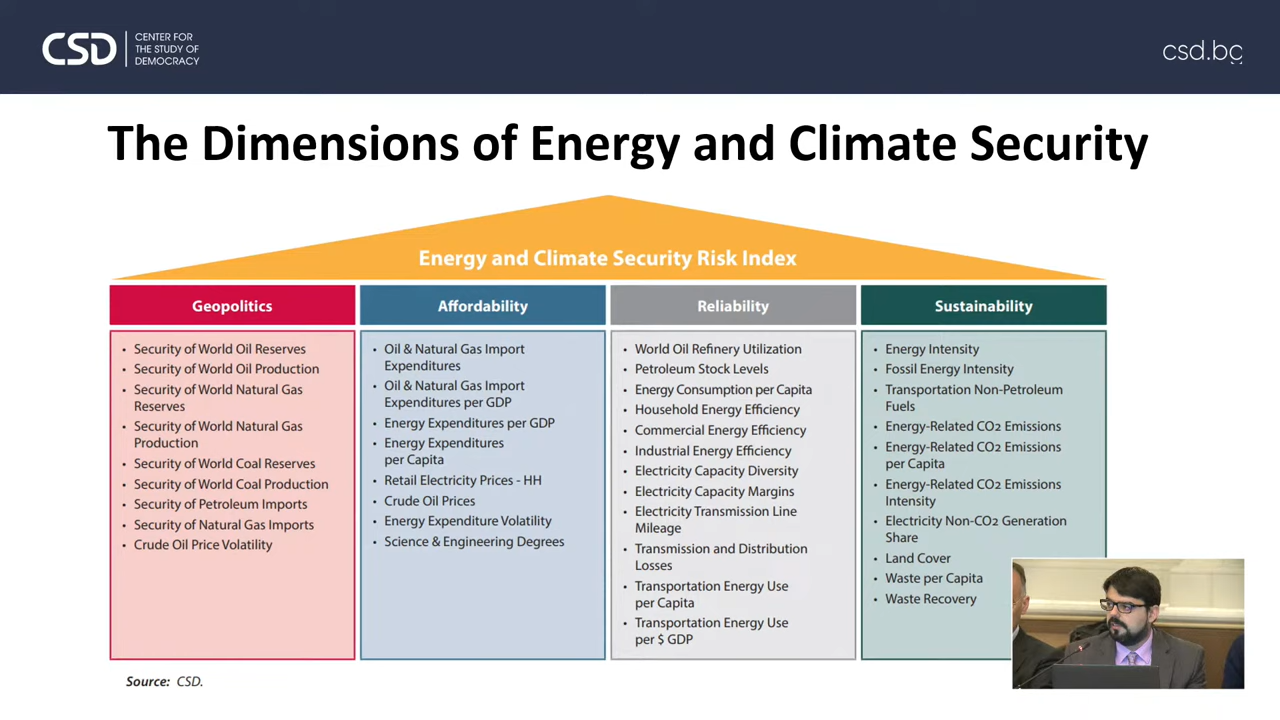 CSD
CENTER FOR
THE STUDY OF
DEMOCRACY
csd.bg
The Dimensions of Energy and Climate Security
Energy and Climate Security Risk Index
Geopolitics
• Security of World Oil Reserves
• Security of World Oil Production
• Security of World Natural Gas
Reserves
• Security of World Natural Gas
Production
• Security of World Coal Reserves
• Security of World Coal Production
• Security of Petroleum Imports
• Security of Natural Gas Imports
• Crude Oil Price Volatility
Affordability
• Oil & Natural Gas Import
Expenditures
• Oil & Natural Gas Import
Expenditures per GDP
• Energy Expenditures per GDP
• Energy Expenditures
per Capita
• Retail Electricity Prices - HH
• Crude Oil Prices
• Energy Expenditure Volatility
• Science & Engineering Degrees
Reliability
• World Oil Refinery Utilization
• Petroleum Stock Levels
• Energy Consumption per Capita
• Household Energy Efficiency
• Commercial Energy Efficiency
• Industrial Energy Efficiency
• Electricity Capacity Diversity
• Electricity Capacity Margins
• Electricity Transmission Line
Mileage
• Transmission and Distribution
Losses
• Transportation Energy Use
per Capita
• Transportation Energy Use
per $ GDP
Sustainability
• Energy Intensity
• Fossil Energy Intensity
• Transportation Non-Petroleum
Fuels
• Energy-Related CO2 Emissions
• Energy-Related CO2 Emissions
per Capita
• Energy-Related CO2 Emissions
Intensity
• Electricity Non-CO2 Generation
Share
• Land Cover
• Waste per Capita
• Waste Recovery
Source: CSD.